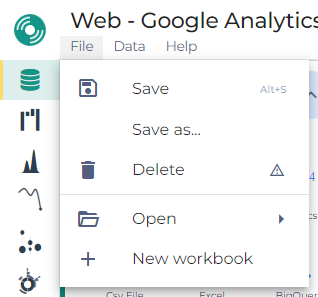 Web - Google Analytics
File Data Help
Save Alt+S
Save as...
Delete
Open
New workbook
Csv File Excel BigQuer